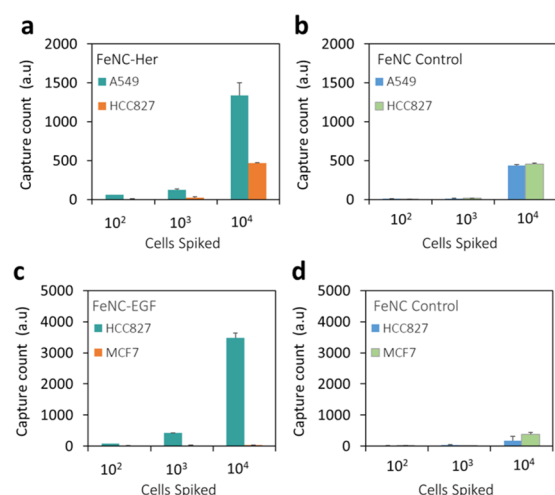 a
2000
FeNC-Her
A549
HCC827
1500
1000
500
0
Capture count (a.u)
10²
10³
10⁴
Cells Spiked
b
2000
FeNC Control
A549
HCC827
1500
1000
500
0
Capture count (a.u)
10²
10³
10⁴
Cells Spiked
c
5000
FeNC-EGF
HCC827
MCF7
4000
3000
2000
1000
0
Capture count (a.u)
10²
10³
10⁴
Cells Spiked
d
5000
FeNC Control
HCC827
MCF7
4000
3000
2000
1000
0
Capture count (a.u)
10²
10³
10⁴
Cells Spiked